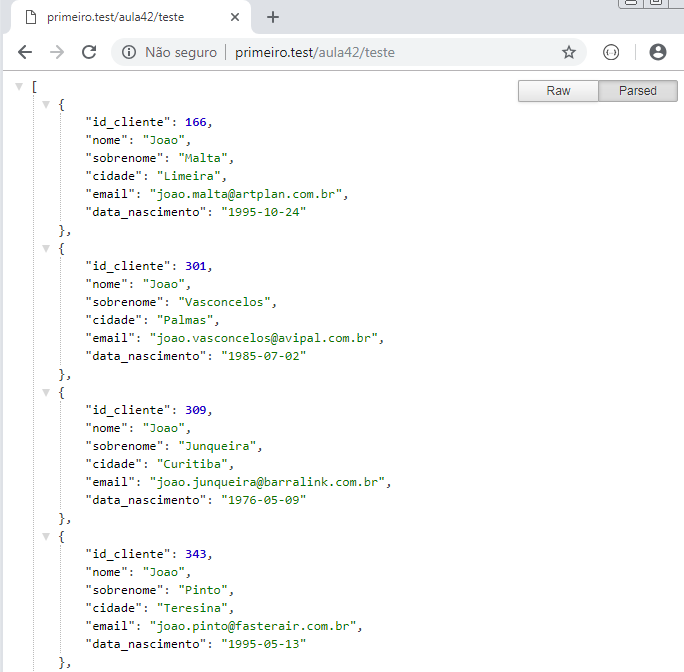 primeiro.test/aula42/teste
Não seguro | primeiro.test/aula42/teste
Raw Parsed
[
{
"id_cliente": 166,
"nome": "Joao",
"sobrenome": "Malta",
"cidade": "Limeira",
"email": "joao.malta@artplan.com.br",
"data_nascimento": "1995-10-24"
},
{
"id_cliente": 301,
"nome": "Joao",
"sobrenome": "Vasconcelos",
"cidade": "Palmas",
"email": "joao.vasconcelos@avipal.com.br",
"data_nascimento": "1985-07-02"
},
{
"id_cliente": 309,
"nome": "Joao",
"sobrenome": "Junqueira",
"cidade": "Curitiba",
"email": "joao.junqueira@barralink.com.br",
"data_nascimento": "1976-05-09"
},
{
"id_cliente": 343,
"nome": "Joao",
"sobrenome": "Pinto",
"cidade": "Teresina",
"email": "joao.pinto@fasterair.com.br",
"data_nascimento": "1995-05-13"
},